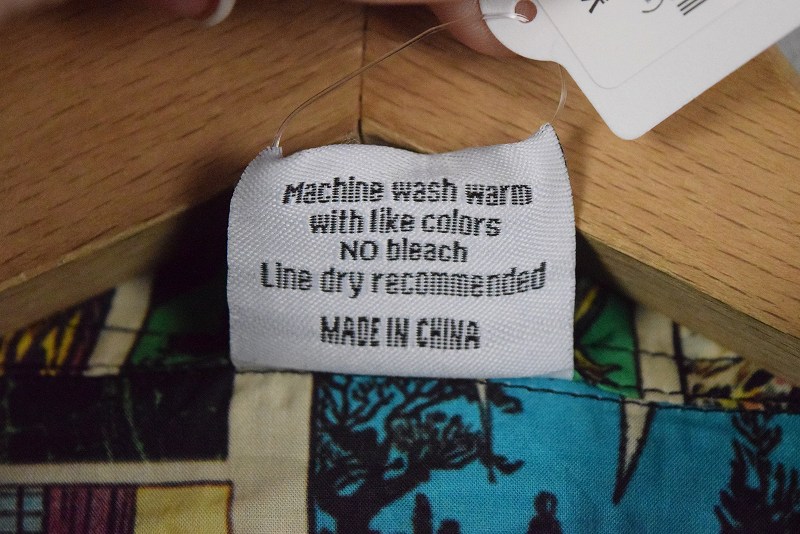 Machine wash warm
with like colors
NO bleach
Line dry recommended
MADE IN CHINA